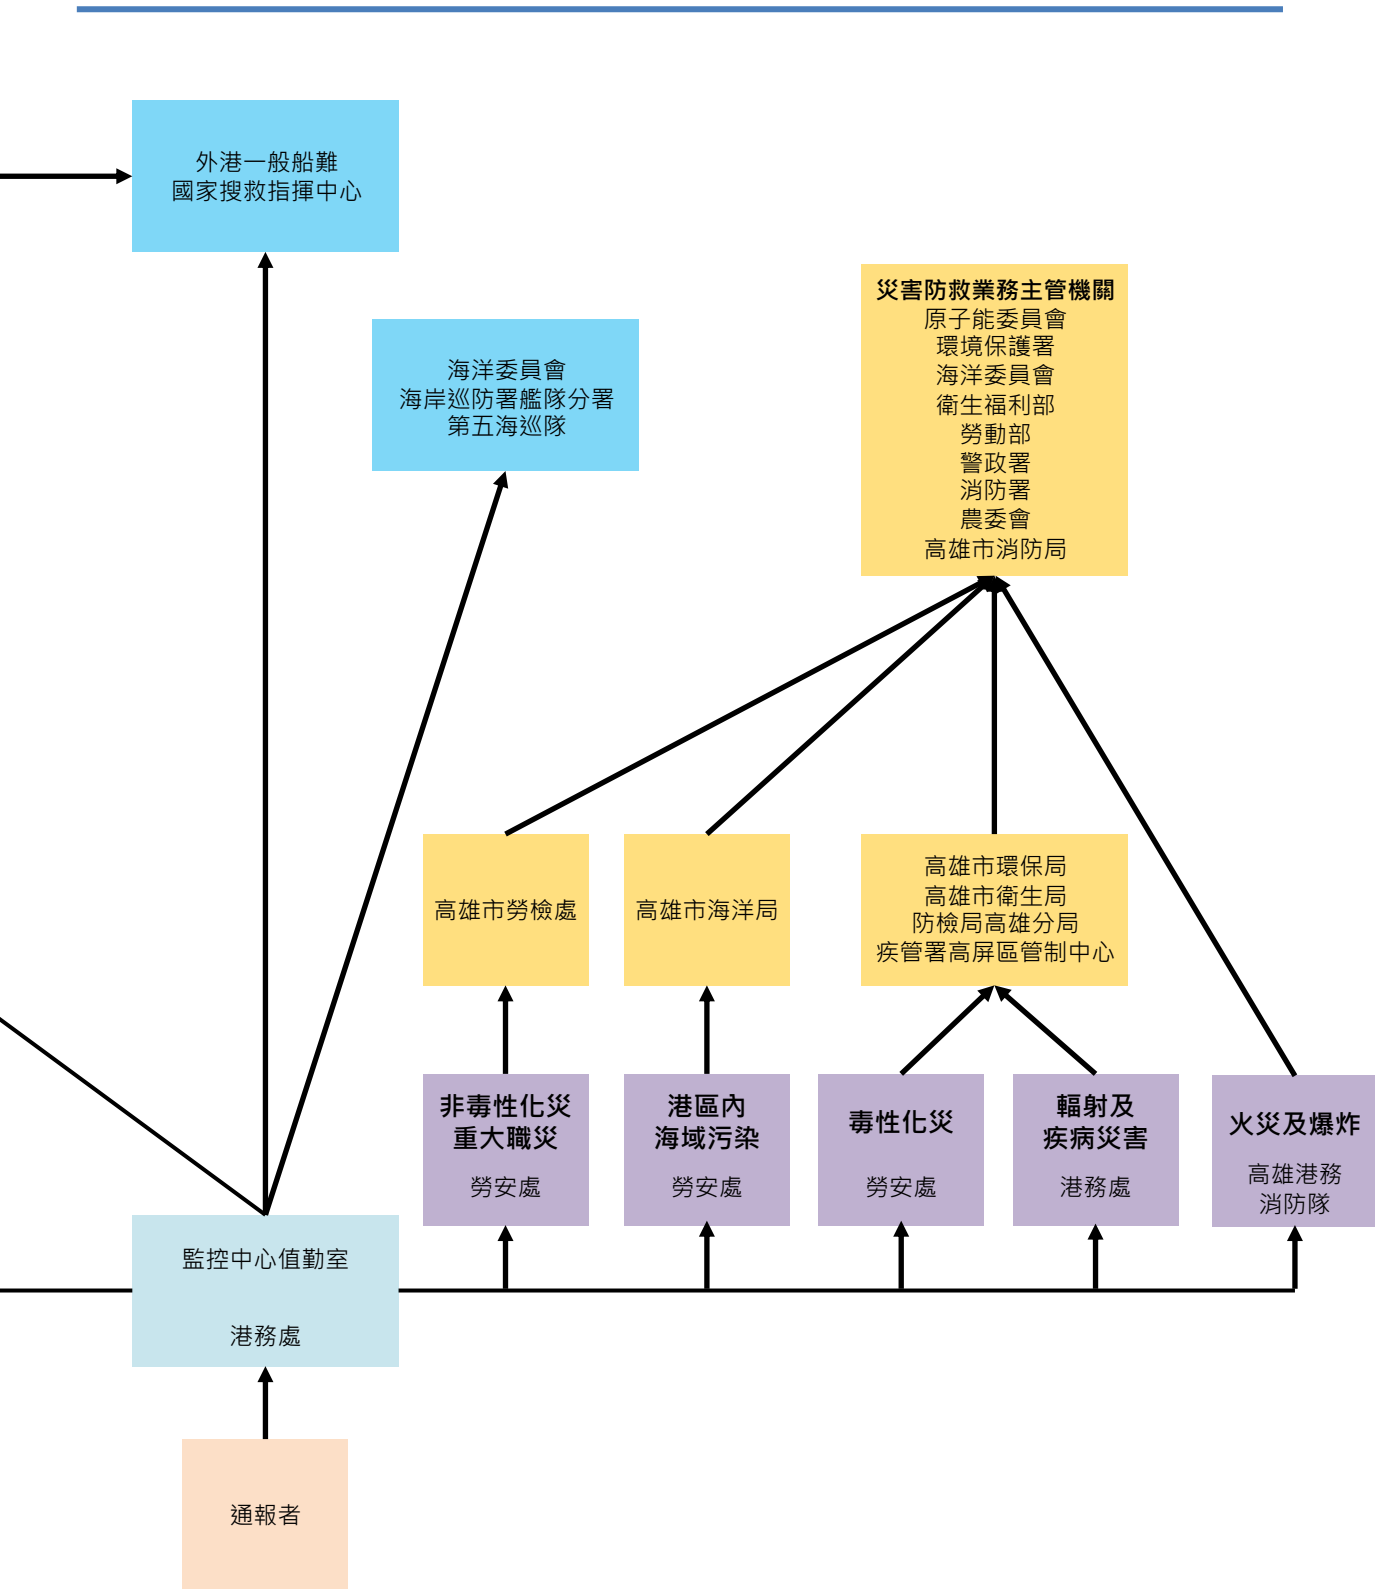 外港一般船難
國家搜救指揮中心
海洋委員會
海岸巡防署艦隊分署
第五海巡隊
災害防救業務主管機關
原子能委員會
環境保護署
海洋委員會
衛生福利部
勞動部
警政署
消防署
農委會
高雄市消防局
高雄市勞檢處
高雄市海洋局
高雄市環保局
高雄市衛生局
防檢局高雄分局
疾管署高屏區管制中心
非毒性化災
重大職災
勞安處
港區內
海域污染
勞安處
毒性化災
勞安處
輻射及
疾病災害
港務處
火災及爆炸
高雄港務
消防隊
監控中心值勤室
港務處
通報者